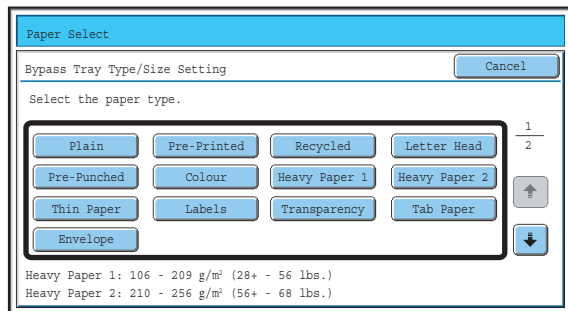 Paper Select
Bypass Tray Type/Size Setting Cancel
Select the paper type.
1
2
Plain Pre-Printed Recycled Letter Head
Pre-Punched Colour Heavy Paper 1 Heavy Paper 2
Thin Paper Labels Transparency Tab Paper
Envelope
Heavy Paper 1: 106 - 209 g/m² (28+ - 56 lbs.)
Heavy Paper 2: 210 - 256 g/m² (56+ - 68 lbs.)